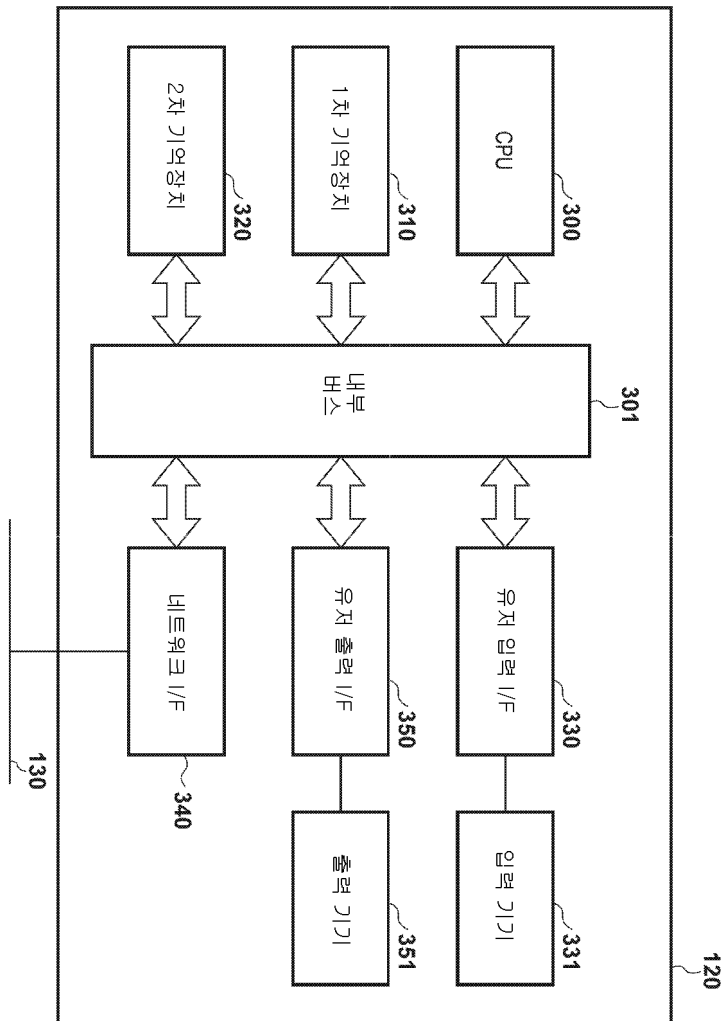 120
300
CPU
301
330
유저 입력 I/F
331
입력 기기
310
1차 기억장치
내부
버스
350
유저 출력 I/F
351
출력 기기
320
2차 기억장치
네트워크 I/F
340
130